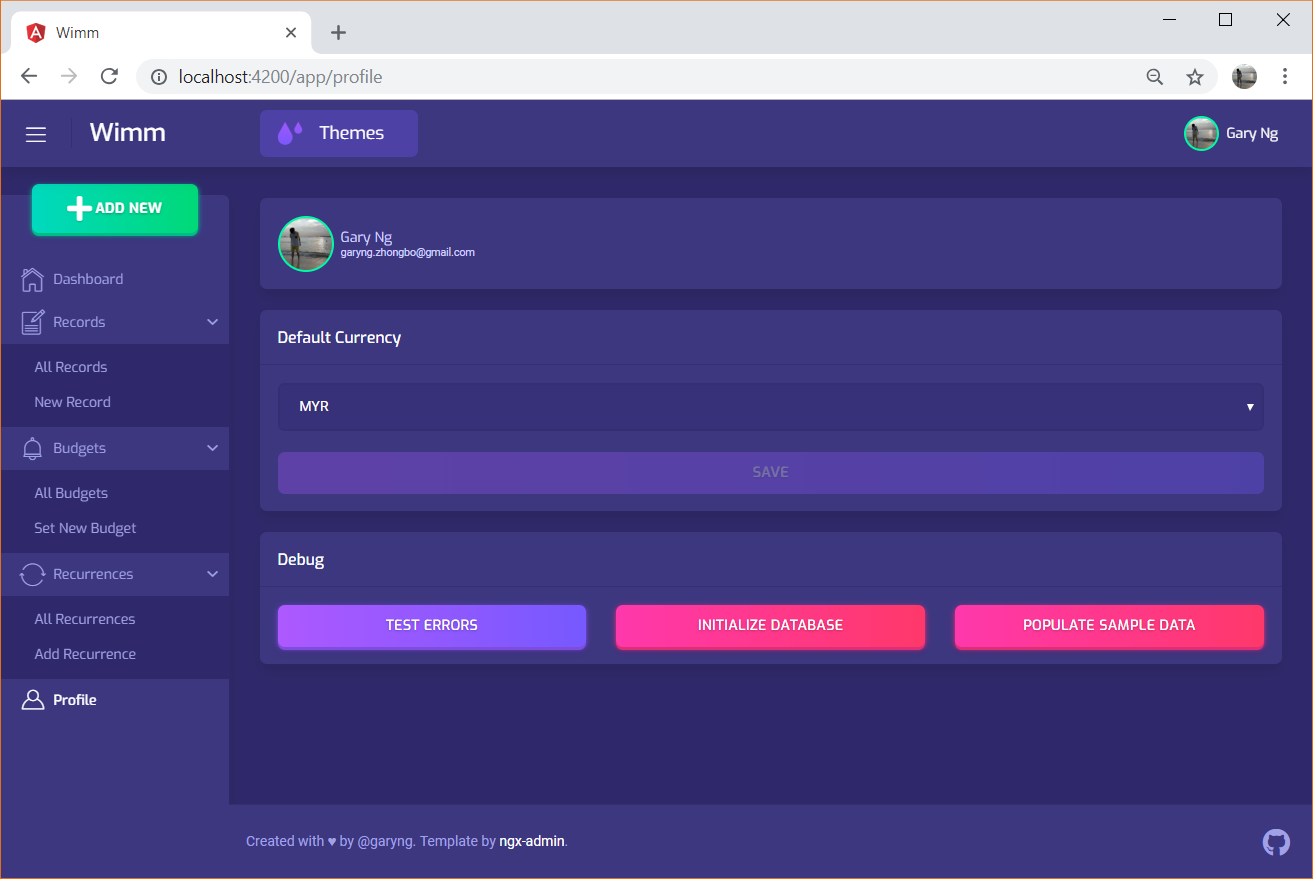 Wimm
localhost:4200/app/profile
Wimm
Themes
Gary Ng
ADD NEW
Dashboard
Records
All Records
New Record
Budgets
All Budgets
Set New Budget
Recurrences
All Recurrences
Add Recurrence
Profile
Gary Ng
garyng.zhongbo@gmail.com
Default Currency
MYR
SAVE
Debug
TEST ERRORS
INITIALIZE DATABASE
POPULATE SAMPLE DATA
Created with ♥ by @garyng. Template by ngx-admin.